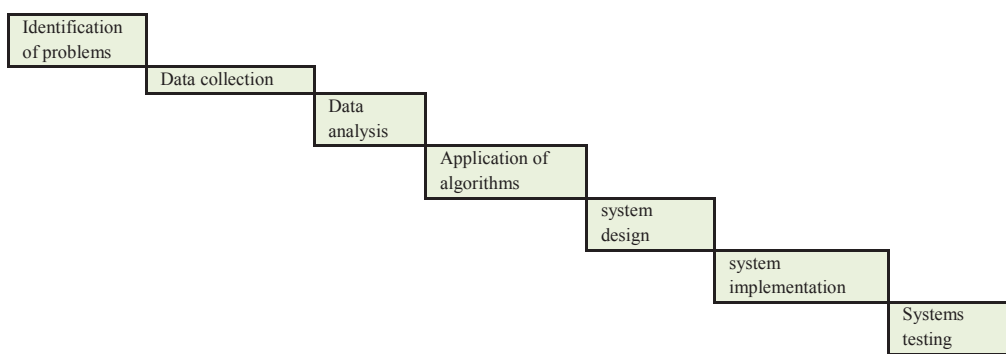 Identification
of problems
Data collection
Data
analysis
Application of
algorithms
system
design
system
implementation
Systems
testing